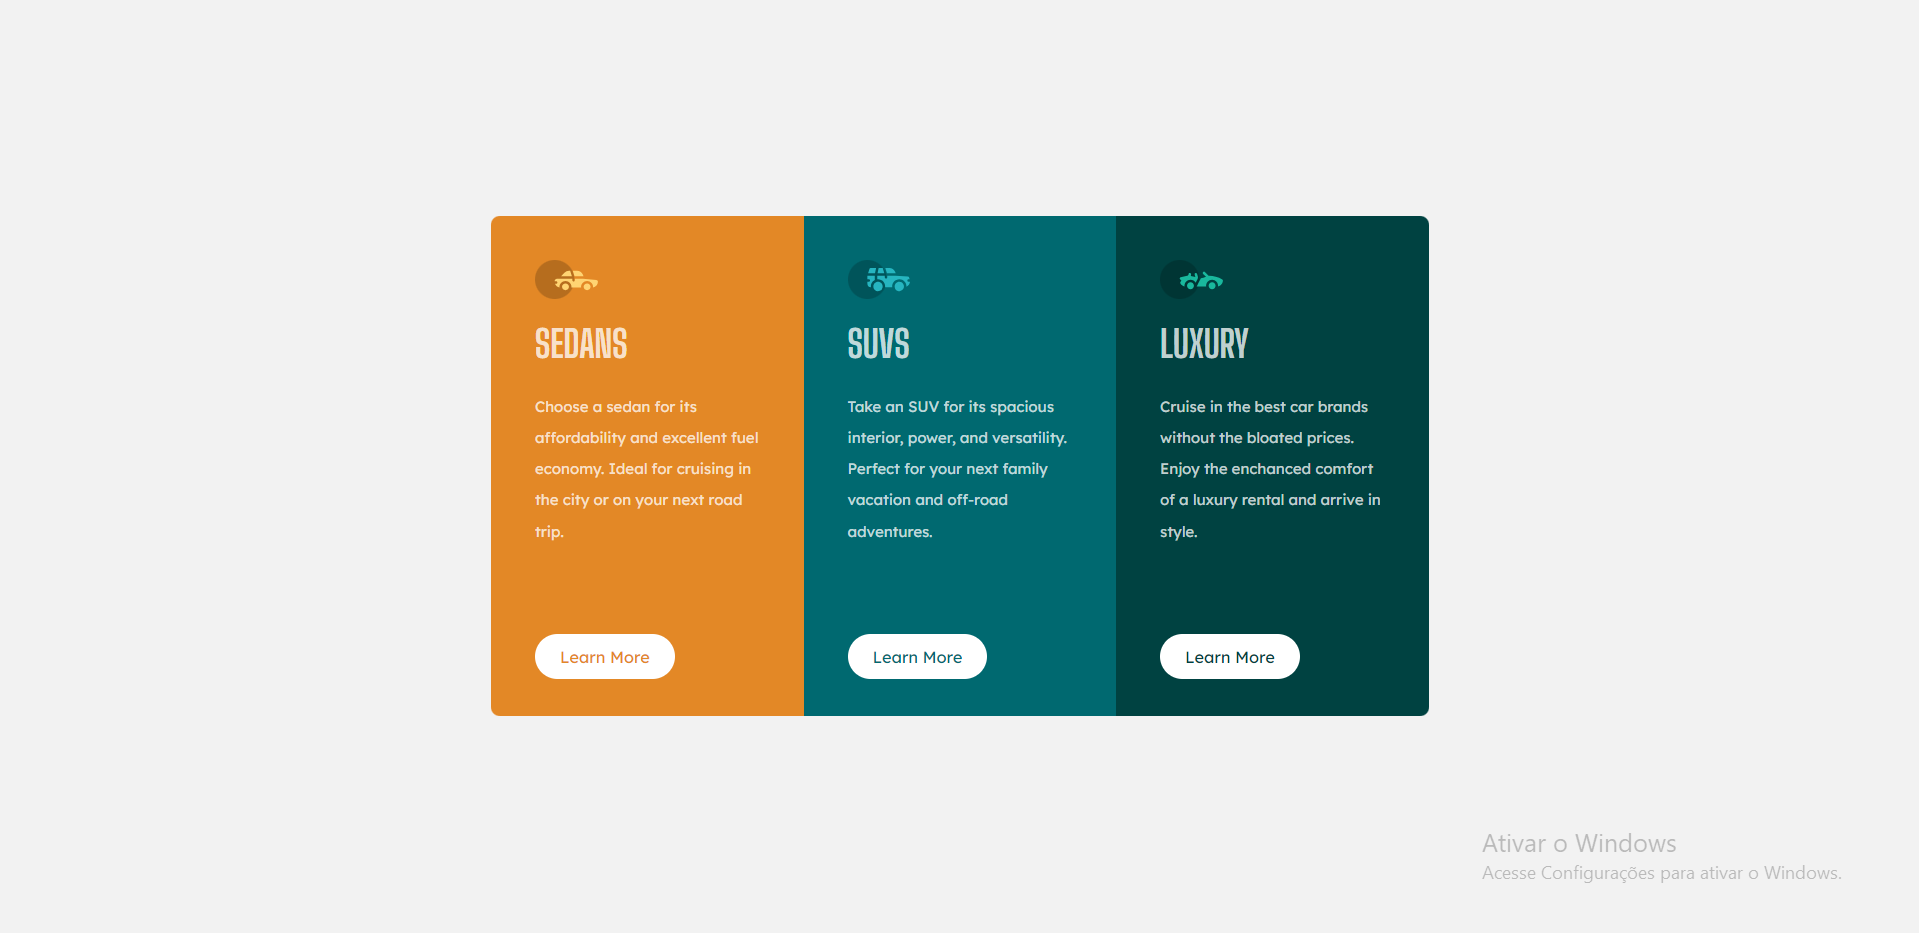 SEDANS
Choose a sedan for its
affordability and excellent fuel
economy. Ideal for cruising in
the city or on your next road
trip.
Learn More
SUVS
Take an SUV for its spacious
interior, power, and versatility.
Perfect for your next family
vacation and off-road
adventures.
Learn More
LUXURY
Cruise in the best car brands
without the bloated prices.
Enjoy the enchanced comfort
of a luxury rental and arrive in
style.
Learn More
Ativar o Windows
Acesse Configurações para ativar o Windows.